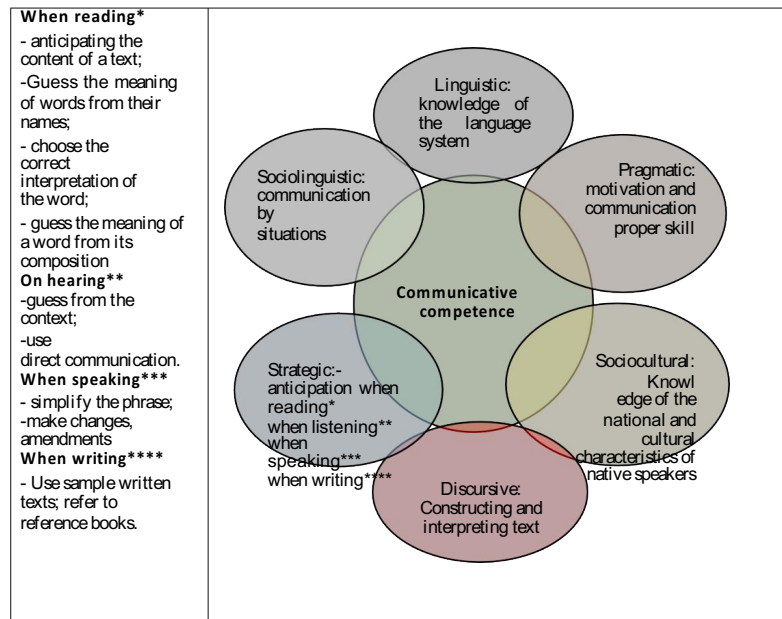 When reading*
- anticipating the
content of a text;
-Guess the meaning
of words from their
names;
- choose the
correct
interpretation of
the word;
- guess the meaning of
a word from its
composition
On hearing**
-guess from the
context;
-use
direct communication.
When speaking***
- simplify the phrase;
-make changes,
amendments
When writing****
- Use sample written
texts; refer to
reference books.
Linguistic:
knowledge of
the language
system
Pragmatic:
motivation and
communication
proper skill
Sociolinguistic:
communication
by
situations
Communicative
competence
Sociocultural:
Knowl
edge of the
national and
cultural
characteristics of
native speakers
Strategic:-
anticipation when
reading*
when listening**
when
speaking***
when writing****
Discursive:
Constructing and
interpreting text